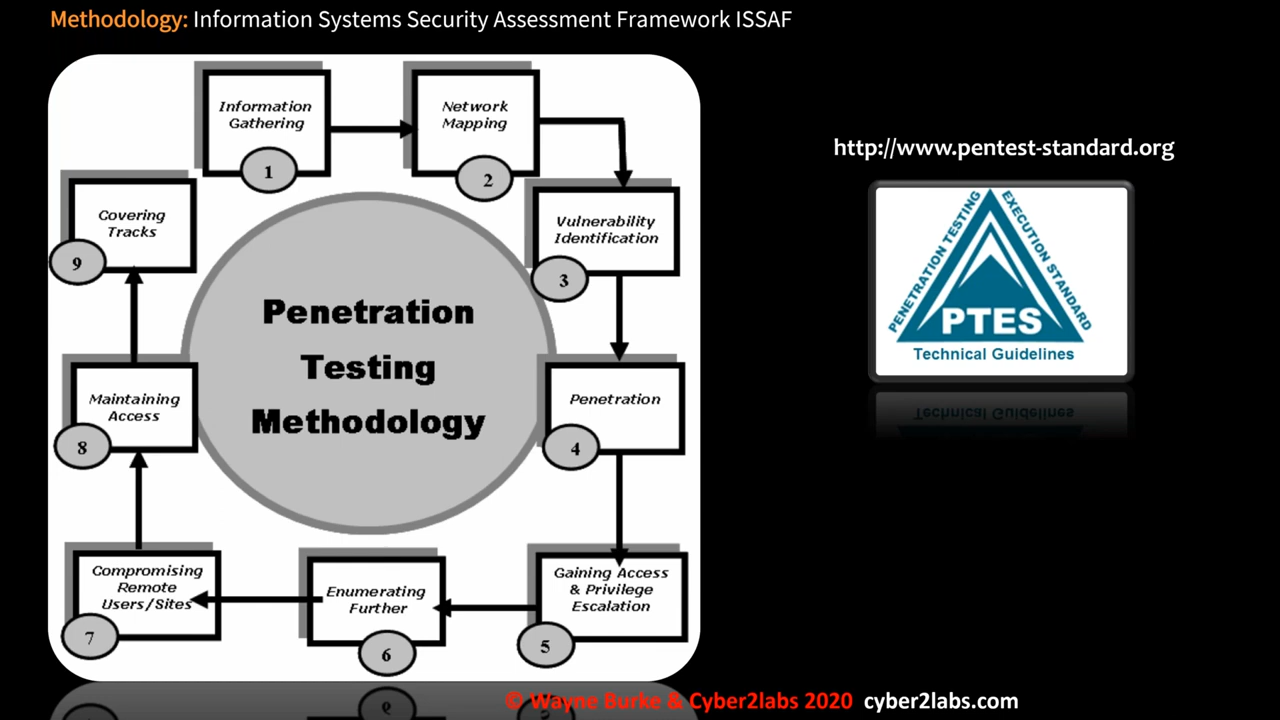 Methodology: Information Systems Security Assessment Framework ISSAF
Information
Gathering
1
Network
Mapping
2
Vulnerability
Identification
3
Penetration
4
Gaining Access
& Privilege
Escalation
5
Enumerating
Further
6
Compromising
Remote
Users/Sites
7
Maintaining
Access
8
Covering
Tracks
9
Penetration
Testing
Methodology
http://www.pentest-standard.org
PENETRATION TESTING
EXECUTION STANDARD
PTES
Technical Guidelines
© Wayne Burke & Cyber2labs 2020 cyber2labs.com